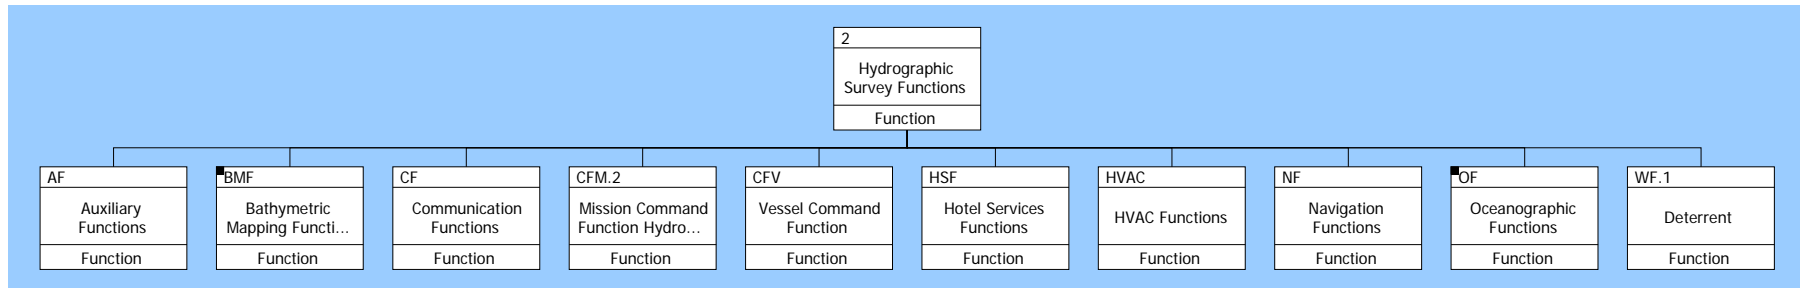 2
Hydrographic
Survey Functions
Function
AF
Auxiliary
Functions
Function
BMF
Bathymetric
Mapping Functi...
Function
CF
Communication
Functions
Function
CFM.2
Mission Command
Function Hydro...
Function
CFV
Vessel Command
Function
Function
HSF
Hotel Services
Functions
Function
HVAC
HVAC Functions
Function
NF
Navigation
Functions
Function
OF
Oceanographic
Functions
Function
WF.1
Deterrent
Function